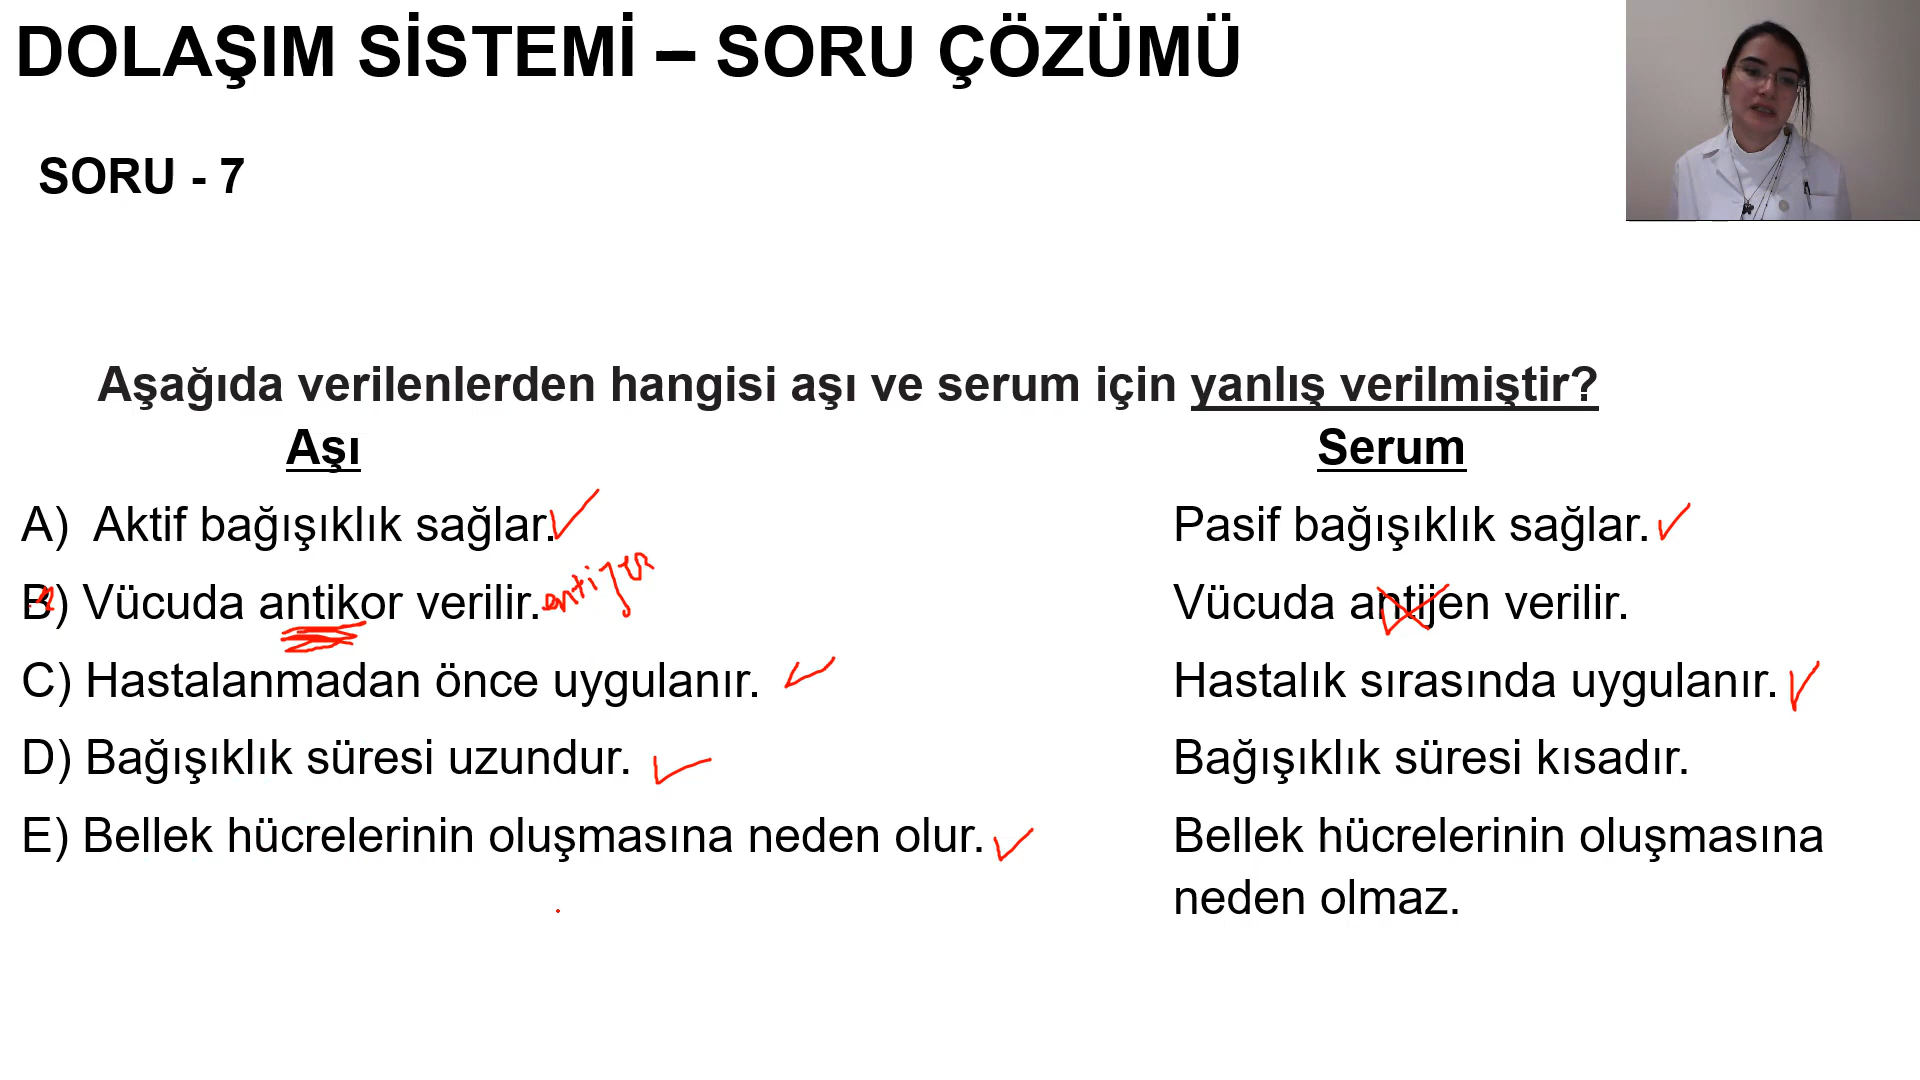 DOLAŞIM SİSTEMİ – SORU ÇÖZÜMÜ
SORU - 7
Aşağıda verilenlerden hangisi aşı ve serum için yanlış verilmiştir?
Aşı Serum
A) Aktif bağışıklık sağlar. Pasif bağışıklık sağlar.
B) Vücuda antikor verilir. antijen Vücuda antijen verilir.
C) Hastalanmadan önce uygulanır. Hastalık sırasında uygulanır.
D) Bağışıklık süresi uzundur. Bağışıklık süresi kısadır.
E) Bellek hücrelerinin oluşmasına neden olur. Bellek hücrelerinin oluşmasına
neden olmaz.